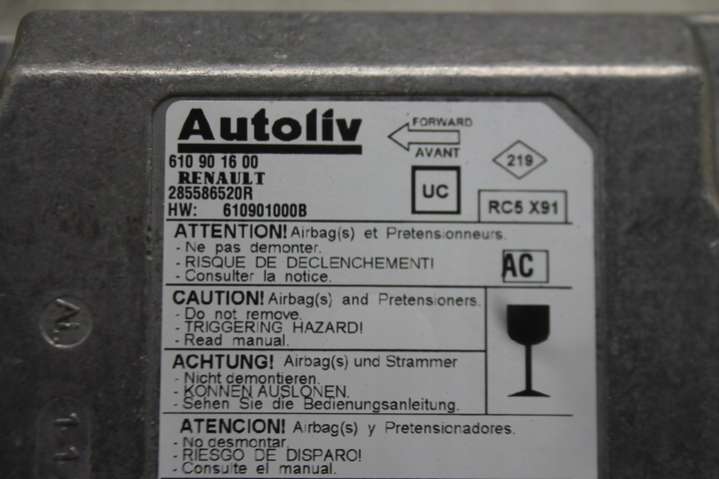 Autoliv
FORWARD
AVANT
219
610 90 16 00
RENAULT
285586520R
HW: 610901000B
UC
RC5 X91
ATTENTION! Airbag(s) et Pretensionneurs.
- Ne pas demonter.
- RISQUE DE DECLENCHEMENT!
- Consulter la notice.
AC
CAUTION! Airbag(s) and Pretensioners.
- Do not remove.
- TRIGGERING HAZARD!
- Read manual.
ACHTUNG! Airbag(s) und Strammer
- Nicht demontieren.
- KONNEN AUSLONEN.
- Sehen Sie die Bedienungsanleitung.
ATENCION! Airbag(s) y Pretensionadores.
- No desmontar.
- RIESGO DE DISPARO!
- Consulte el manual.
AL
11